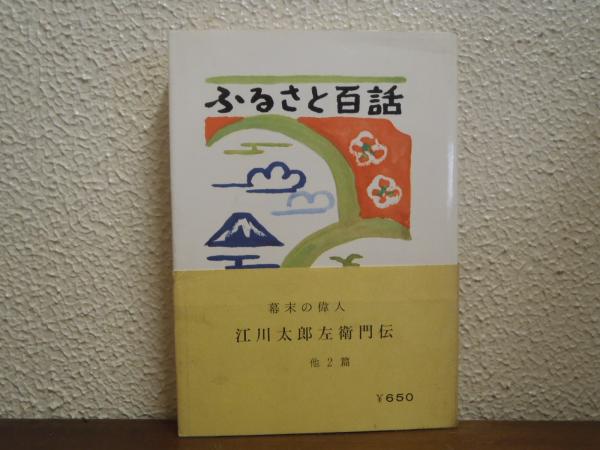 ふるさと百話
幕末の偉人
江川太郎左衛門伝
他2篇
¥650